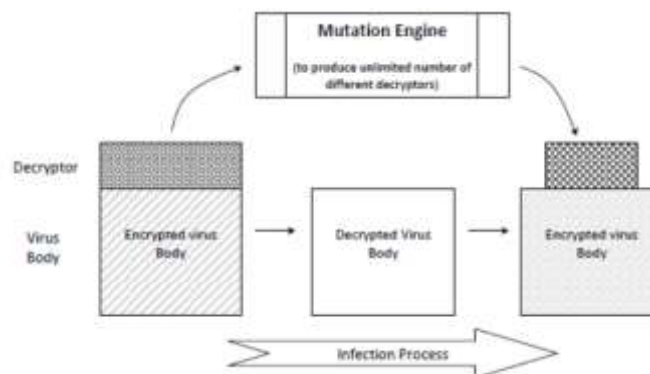 Mutation Engine
(to produce unlimited number of
different decryptors)
Decryptor
Virus
Body
Encrypted virus
Body
Decrypted Virus
Body
Encrypted virus
Body
Infection Process